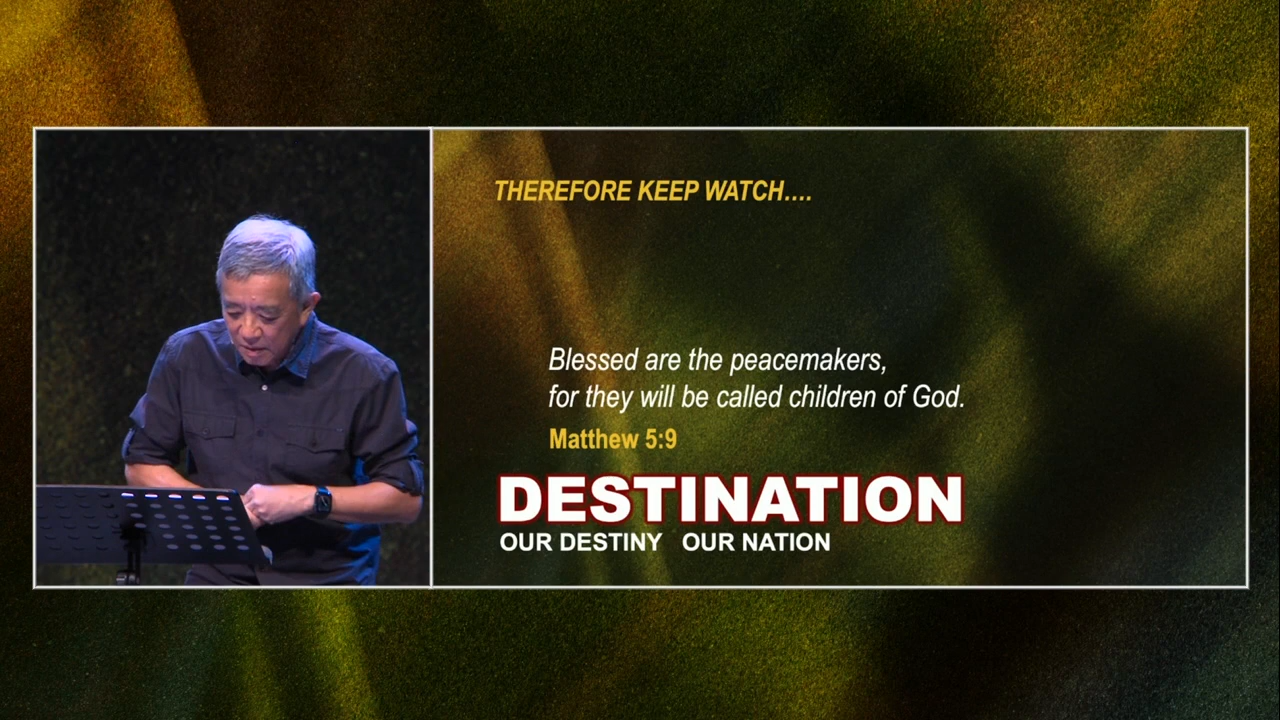 THEREFORE KEEP WATCH....
Blessed are the peacemakers,
for they will be called children of God.
Matthew 5:9
DESTINATION
OUR DESTINY OUR NATION